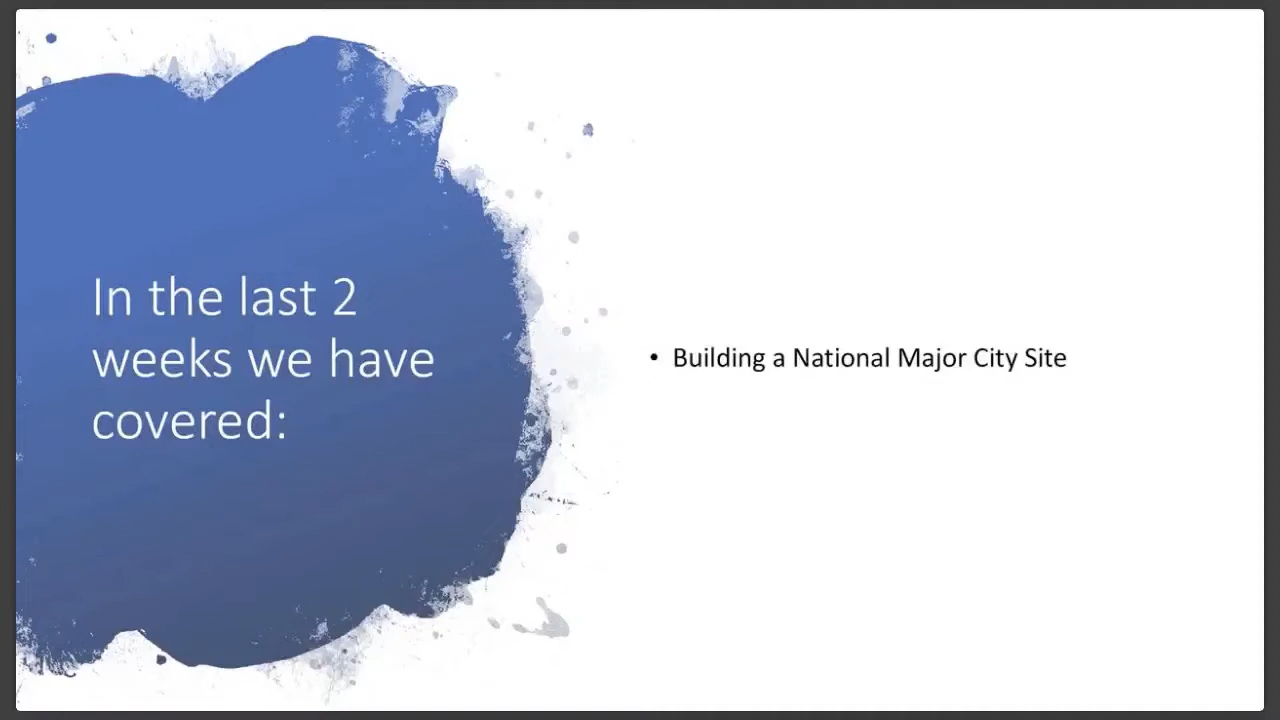 In the last 2
weeks we have
covered:
• Building a National Major City Site